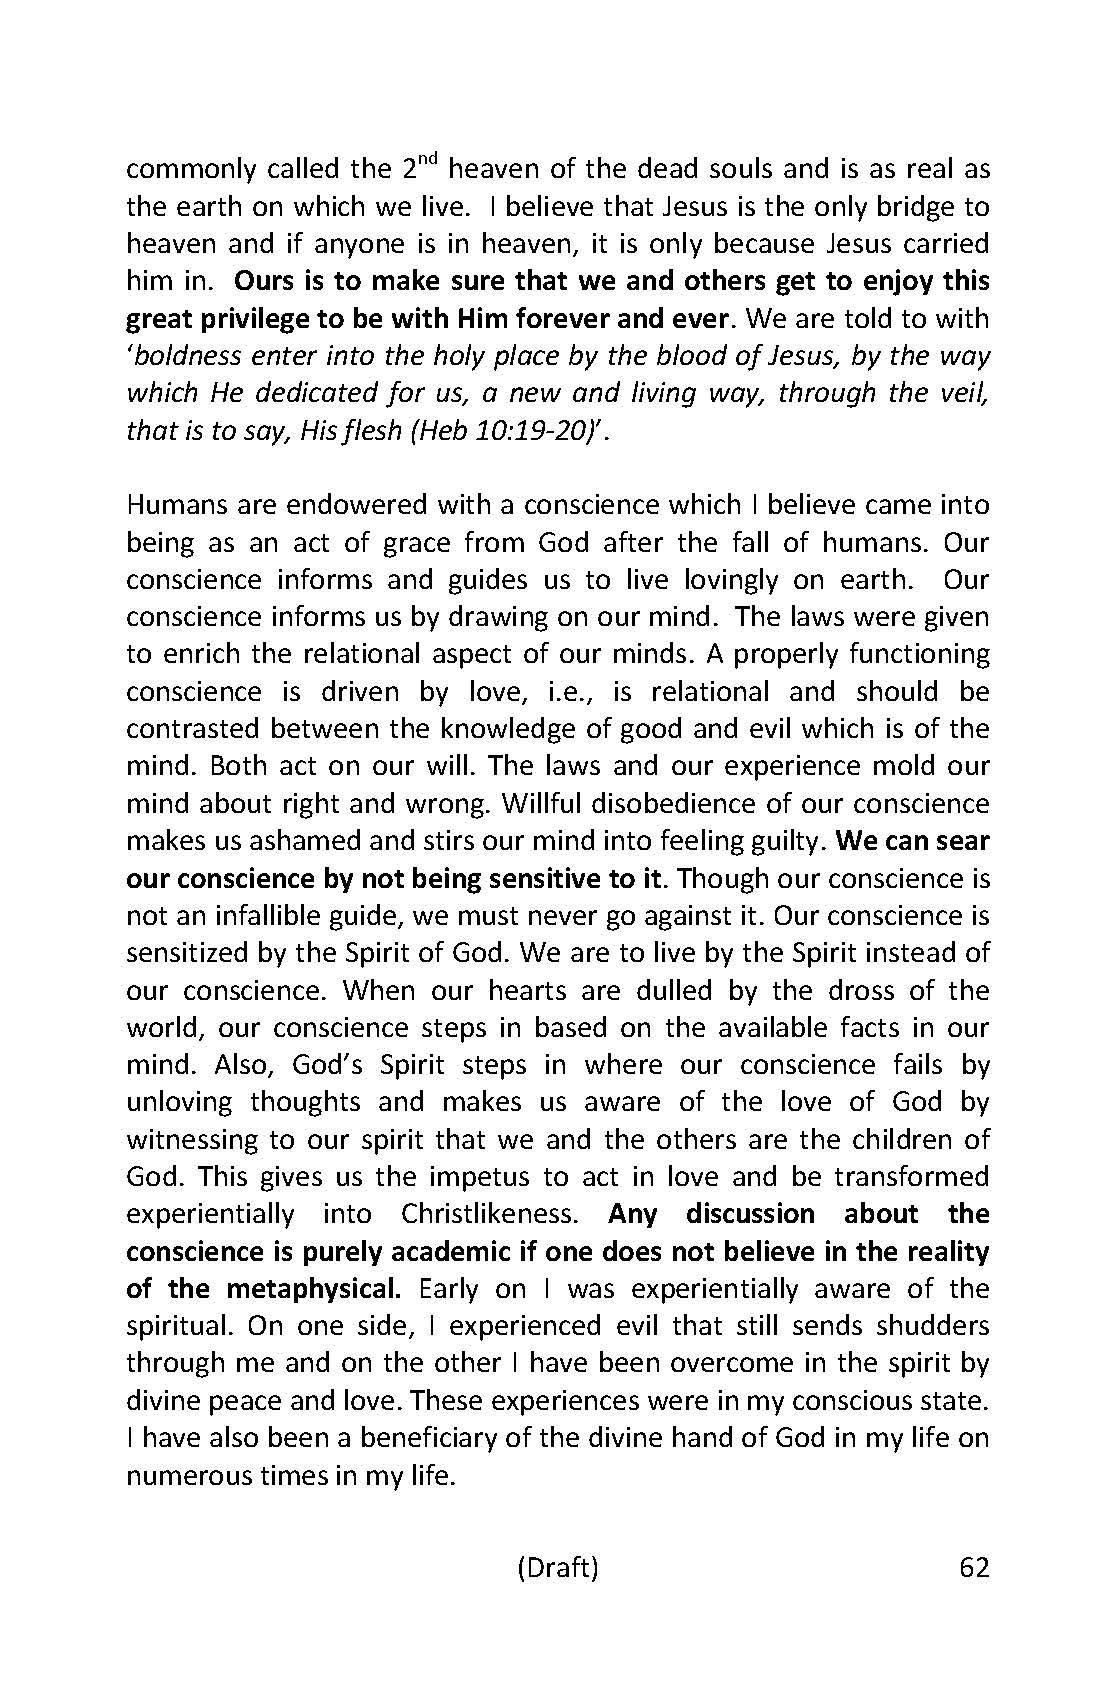 commonly called the 2nd heaven of the dead souls and is as real as
the earth on which we live. I believe that Jesus is the only bridge to
heaven and if anyone is in heaven, it is only because Jesus carried
him in. Ours is to make sure that we and others get to enjoy this
great privilege to be with Him forever and ever. We are told to with
‘boldness enter into the holy place by the blood of Jesus, by the way
which He dedicated for us, a new and living way, through the veil,
that is to say, His flesh (Heb 10:19-20)’.
Humans are endowered with a conscience which I believe came into
being as an act of grace from God after the fall of humans. Our
conscience informs and guides us to live lovingly on earth. Our
conscience informs us by drawing on our mind. The laws were given
to enrich the relational aspect of our minds. A properly functioning
conscience is driven by love, i.e., is relational and should be
contrasted between the knowledge of good and evil which is of the
mind. Both act on our will. The laws and our experience mold our
mind about right and wrong. Willful disobedience of our conscience
makes us ashamed and stirs our mind into feeling guilty. We can sear
our conscience by not being sensitive to it. Though our conscience is
not an infallible guide, we must never go against it. Our conscience is
sensitized by the Spirit of God. We are to live by the Spirit instead of
our conscience. When our hearts are dulled by the dross of the
world, our conscience steps in based on the available facts in our
mind. Also, God’s Spirit steps in where our conscience fails by
unloving thoughts and makes us aware of the love of God by
witnessing to our spirit that we and the others are the children of
God. This gives us the impetus to act in love and be transformed
experientially into Christlikeness. Any discussion about the
conscience is purely academic if one does not believe in the reality
of the metaphysical. Early on I was experientially aware of the
spiritual. On one side, I experienced evil that still sends shudders
through me and on the other I have been overcome in the spirit by
divine peace and love. These experiences were in my conscious state.
I have also been a beneficiary of the divine hand of God in my life on
numerous times in my life.
(Draft) 62